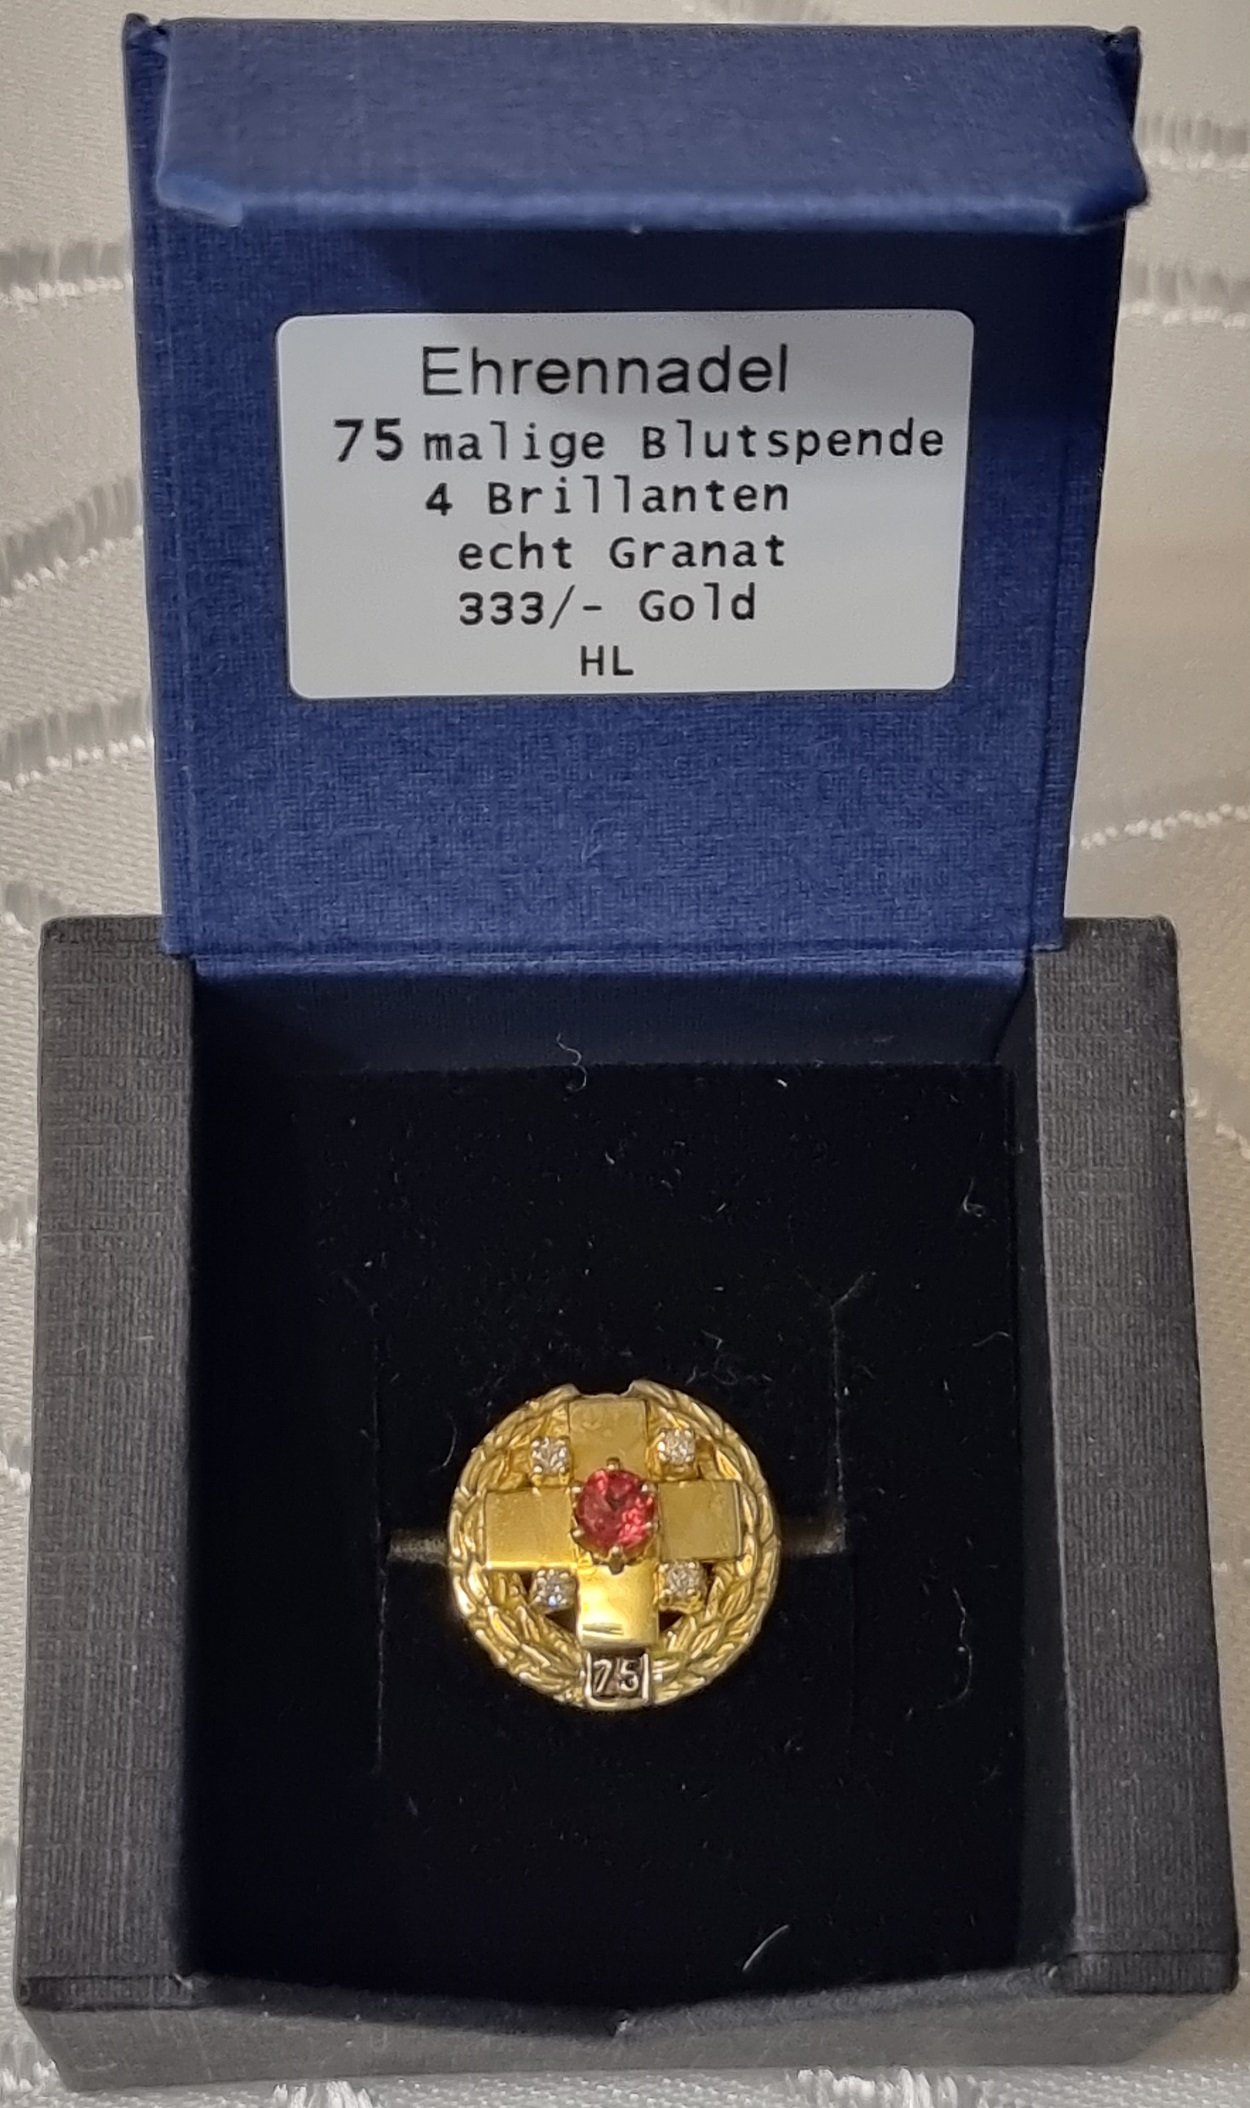 Ehrennadel
75 malige Blutspende
4 Brillanten
echt Granat
333/- Gold
HL
75